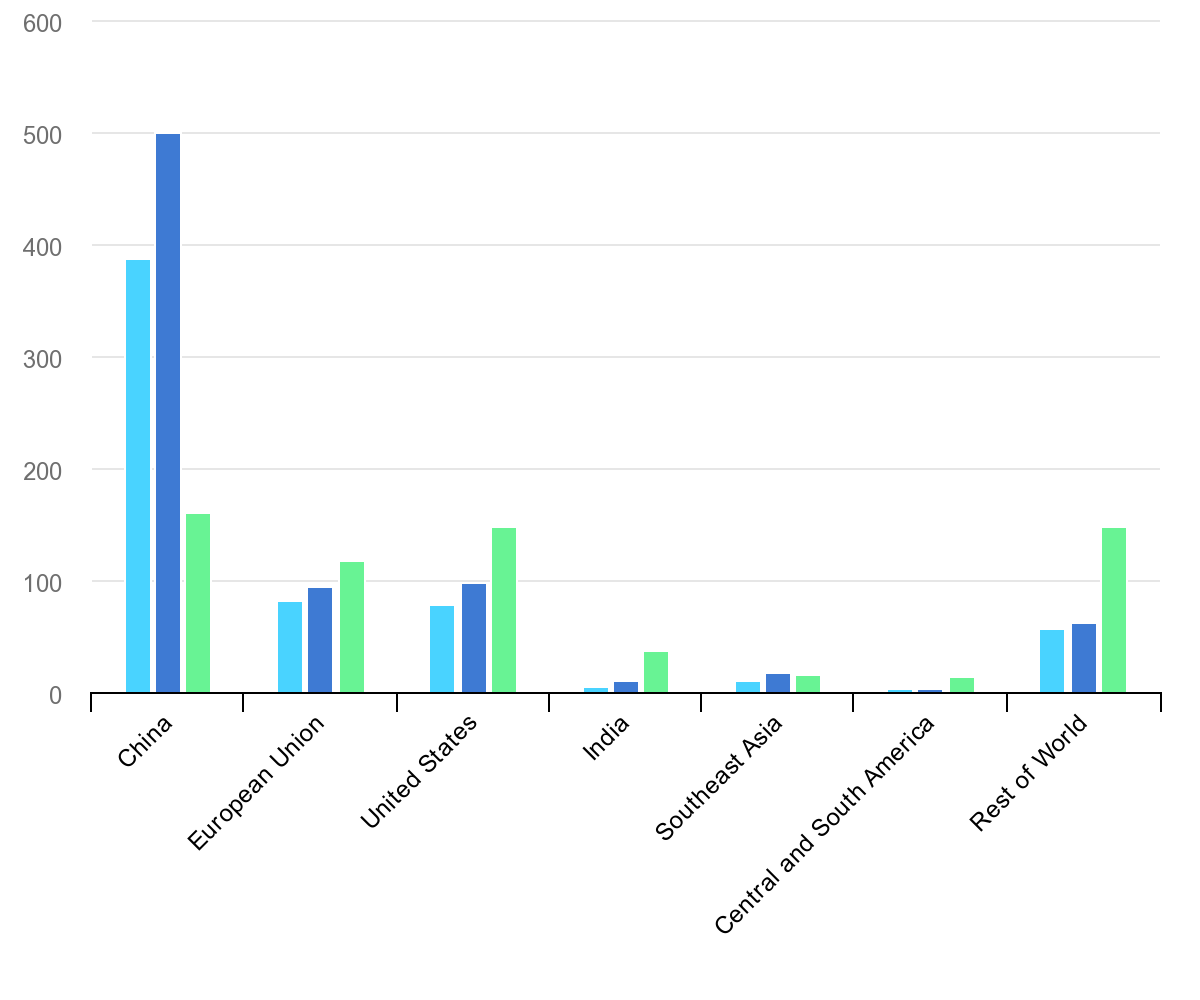 600
500
400
300
200
100
0
China
European Union
United States
India
Southeast Asia
Central and South America
Rest of World